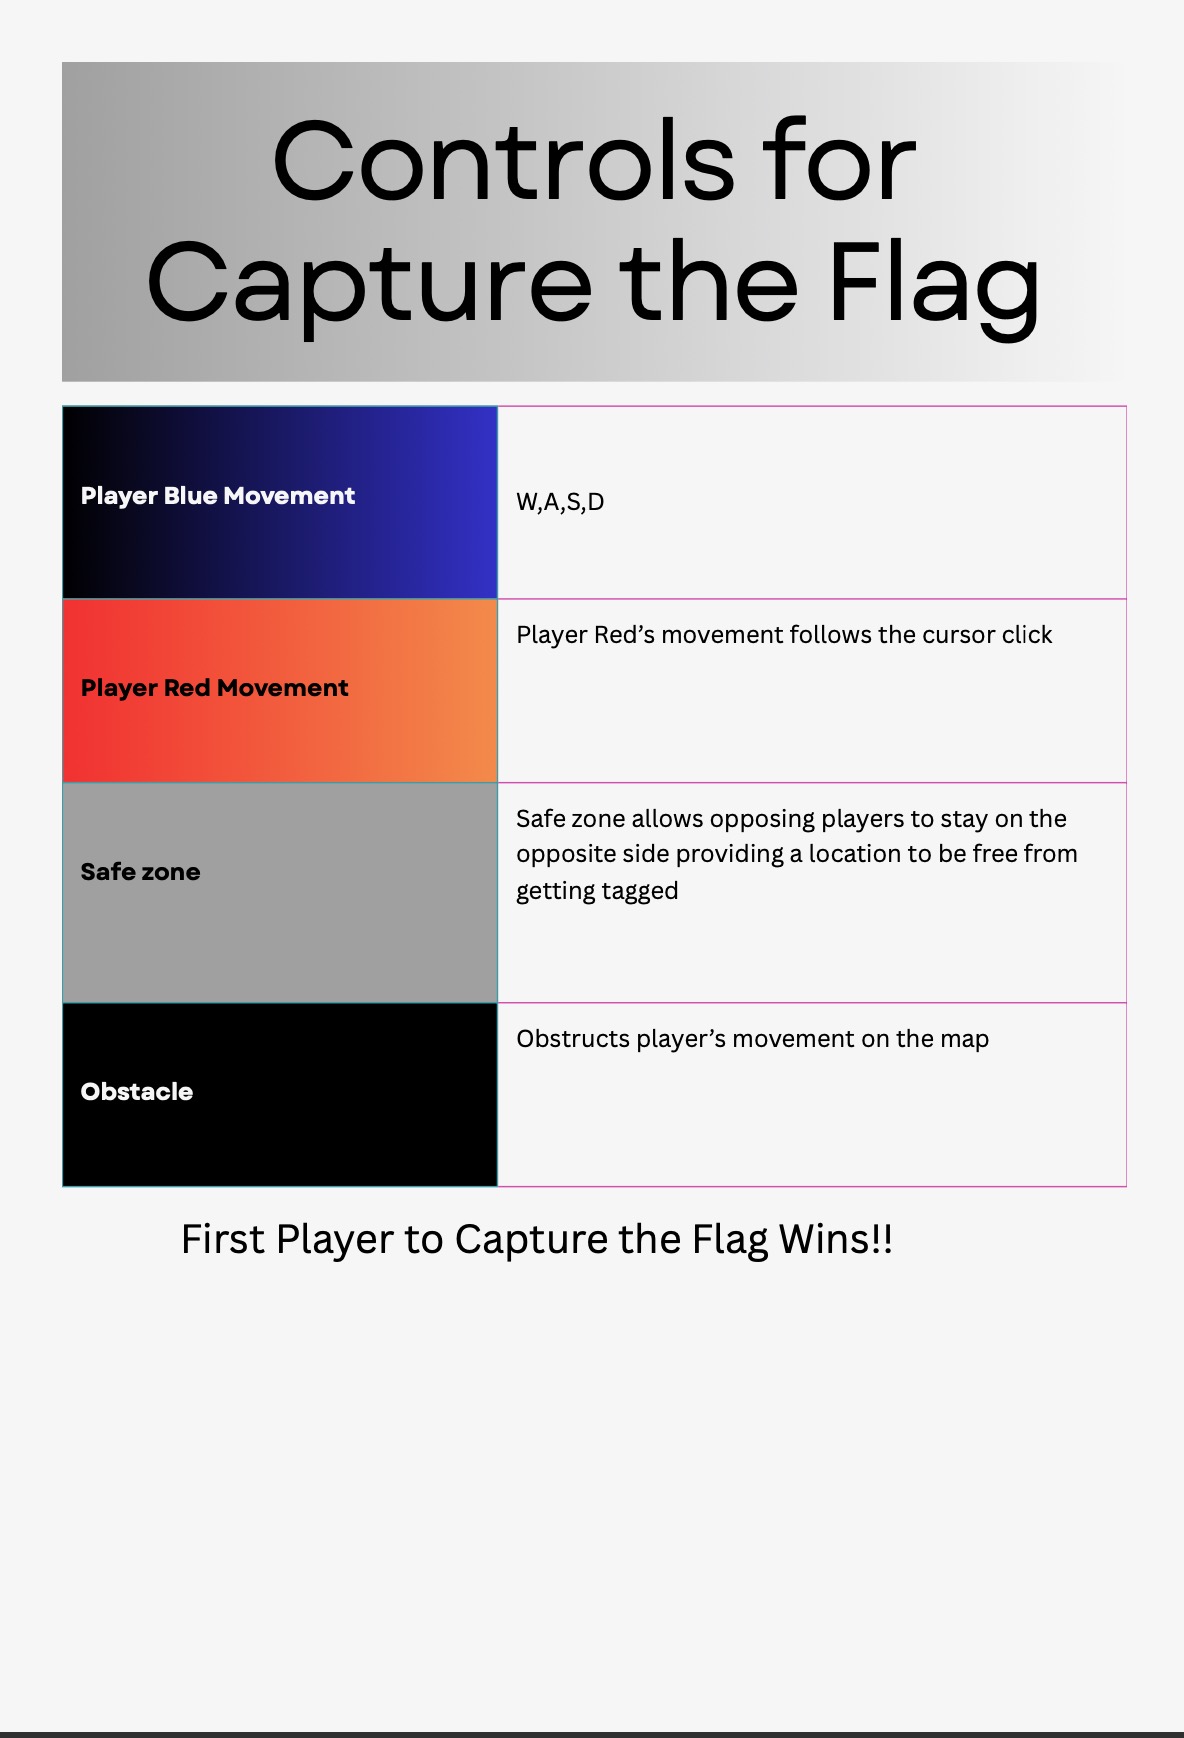 Controls for
Capture the Flag
Player Blue Movement
W,A,S,D
Player Red Movement
Player Red’s movement follows the cursor click
Safe zone
Safe zone allows opposing players to stay on the
opposite side providing a location to be free from
getting tagged
Obstacle
Obstructs player’s movement on the map
First Player to Capture the Flag Wins!!